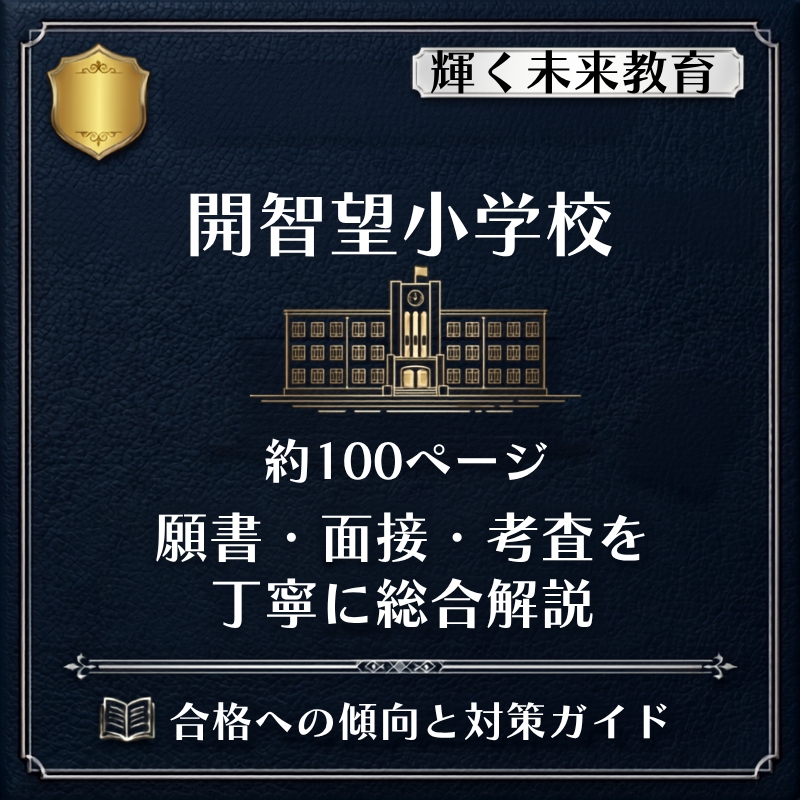 輝く未来教育
開智望小学校
約100ページ
願書・面接・考査を
丁寧に総合解説
合格への傾向と対策ガイド